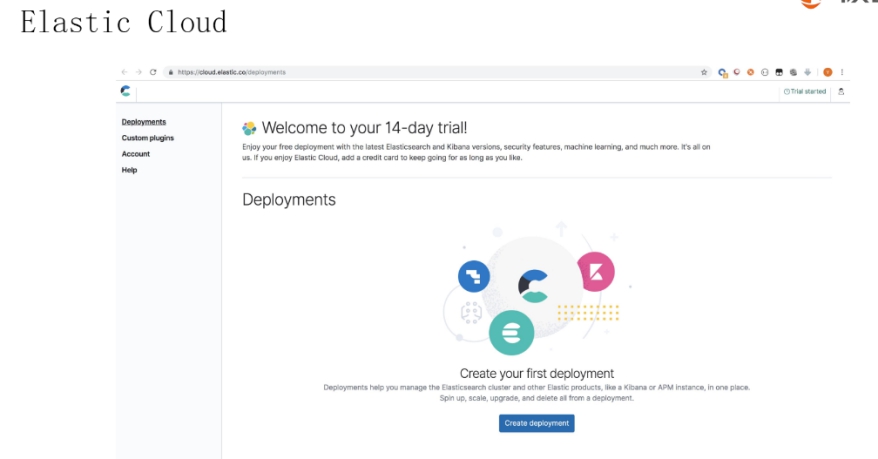 Elastic Cloud
https://cloud.elastic.co/deployments
Trial started
Deployments
Custom plugins
Account
Help
Welcome to your 14-day trial!
Enjoy your free deployment with the latest Elasticsearch and Kibana versions, security features, machine learning, and much more. It's all on
us. If you enjoy Elastic Cloud, add a credit card to keep going for as long as you like.
Deployments
Create your first deployment
Deployments help you manage the Elasticsearch cluster and other Elastic products, like a Kibana or APM instance, in one place.
Spin up, scale, upgrade, and delete all from a deployment.
Create deployment